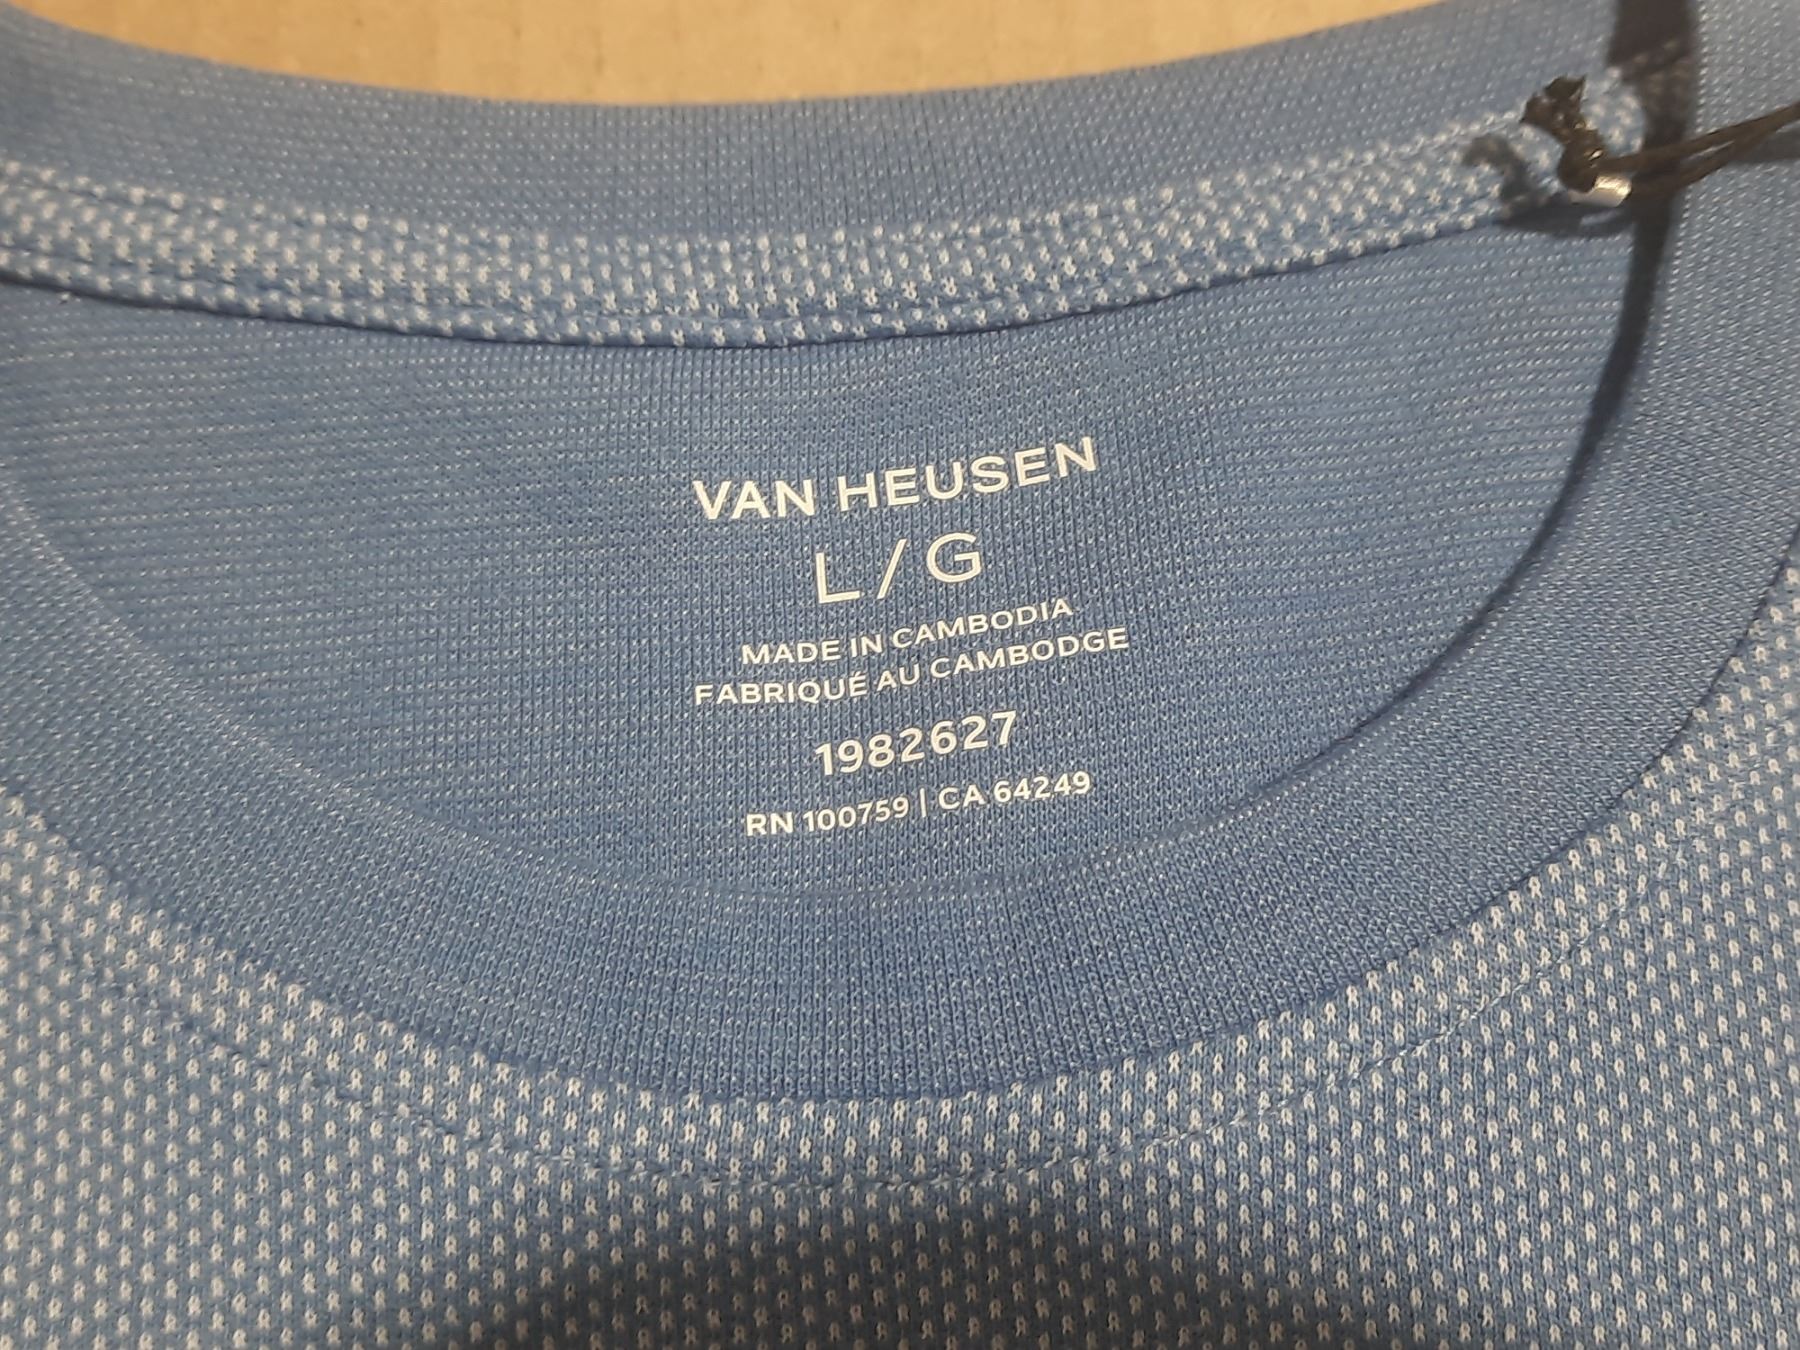 VAN HEUSEN
L/G
MADE IN CAMBODIA
FABRIQUÉ AU CAMBODGE
1982627
RN 100759 | CA 64249